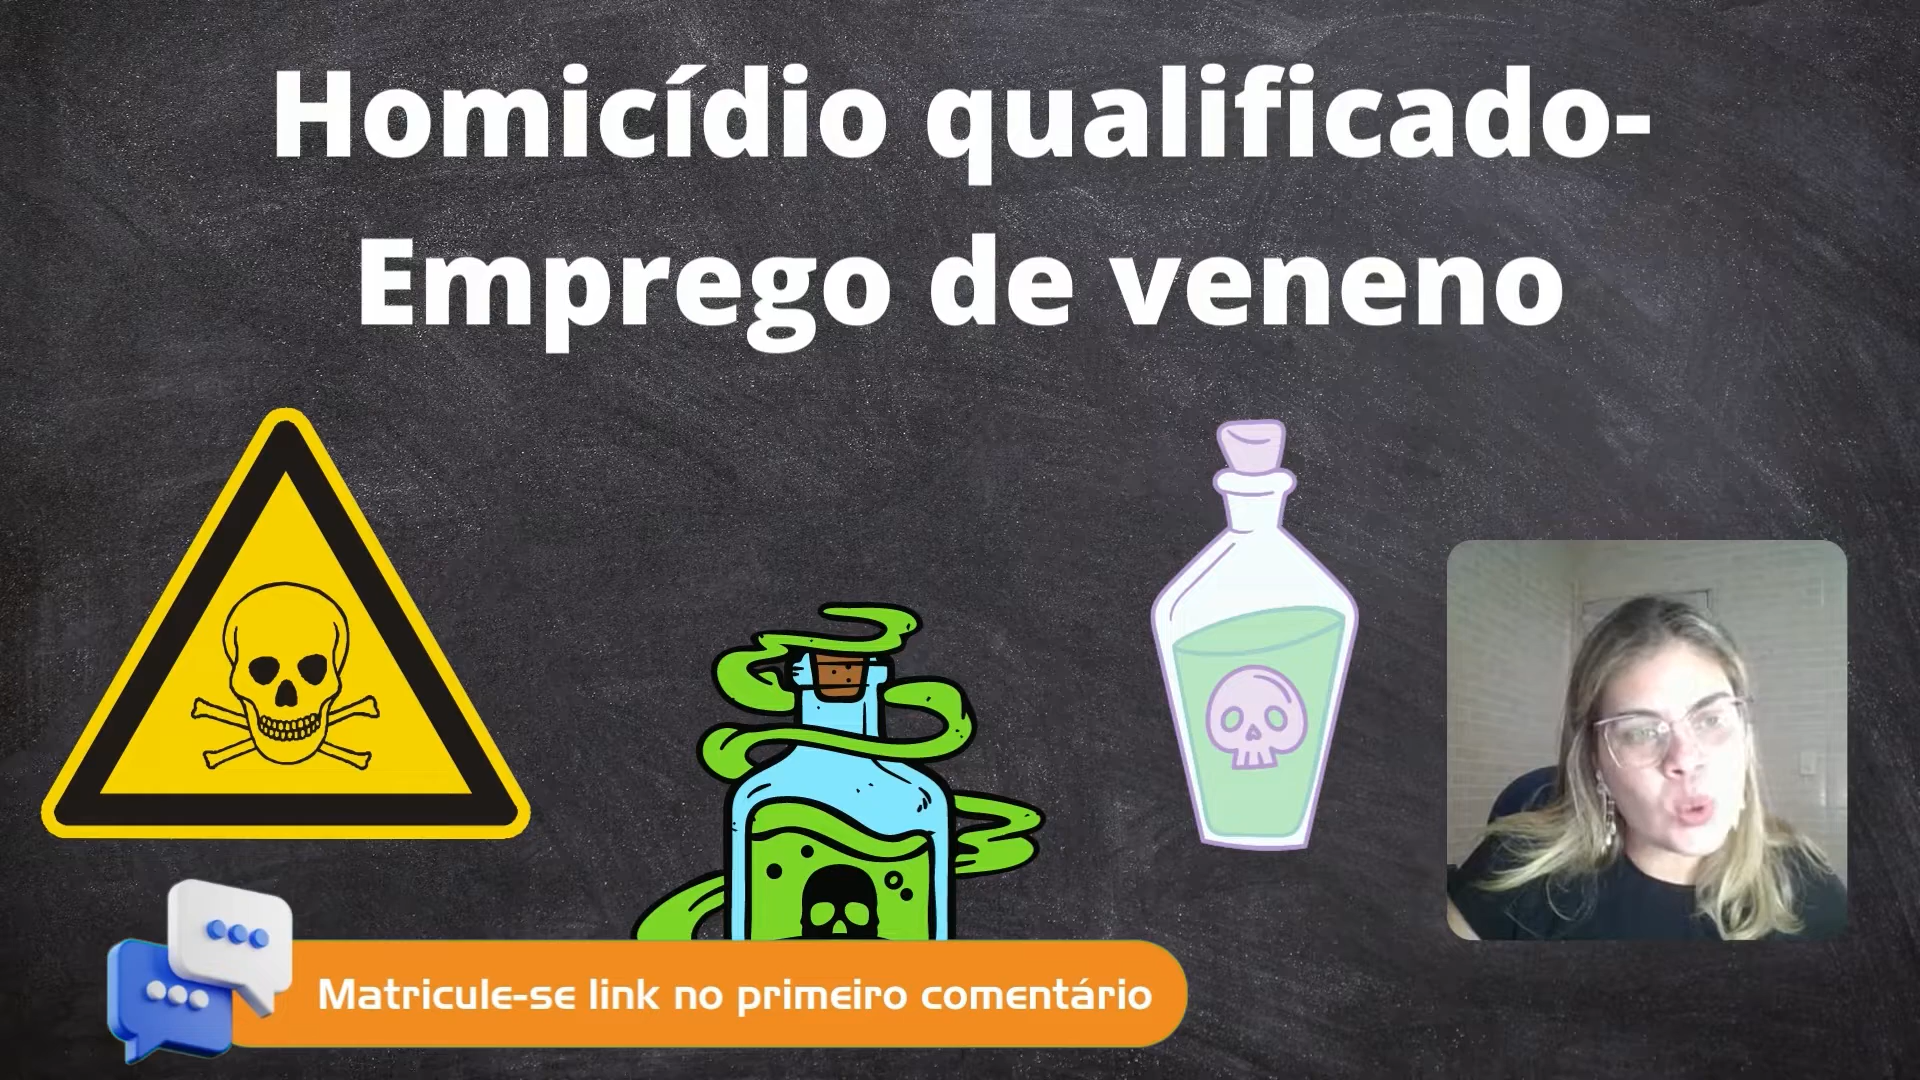 Homicídio qualificado-
Emprego de veneno
Matricule-se link no primeiro comentário